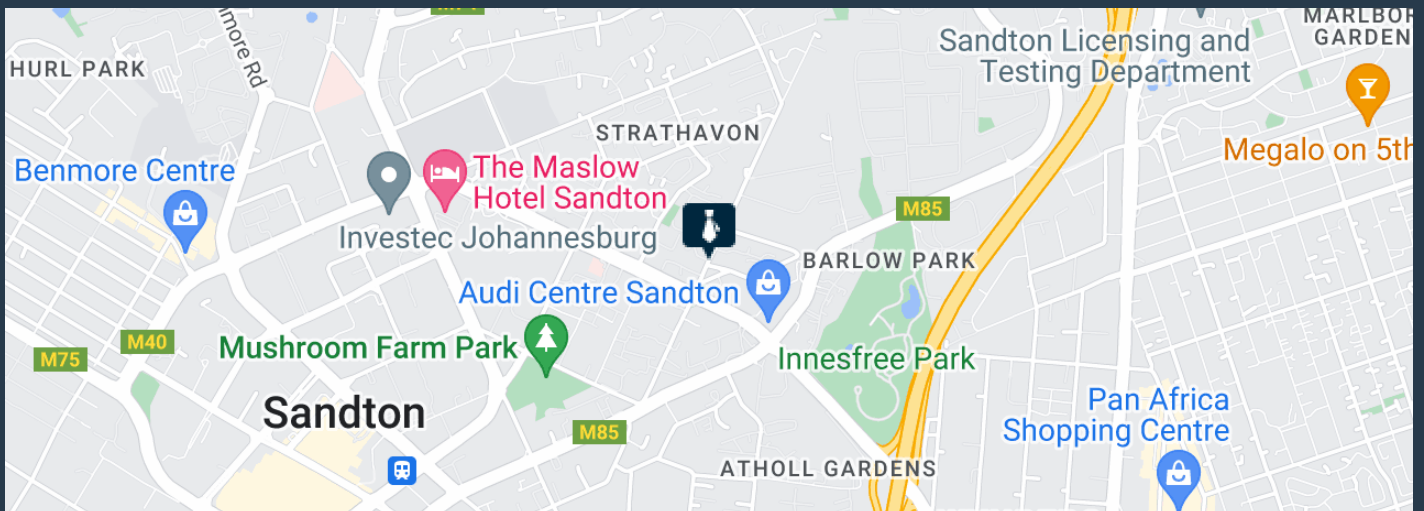 MARLBOR
GARDEN
Sandton Licensing and
Testing Department
HURL PARK
STRATHAVON
Megalo on 5th
Benmore Centre
The Maslow
Hotel Sandton
M85
Investec Johannesburg
BARLOW PARK
Audi Centre Sandton
M40
M75
Mushroom Farm Park
Innesfree Park
Sandton
Pan Africa
Shopping Centre
M85
ATHOLL GARDENS